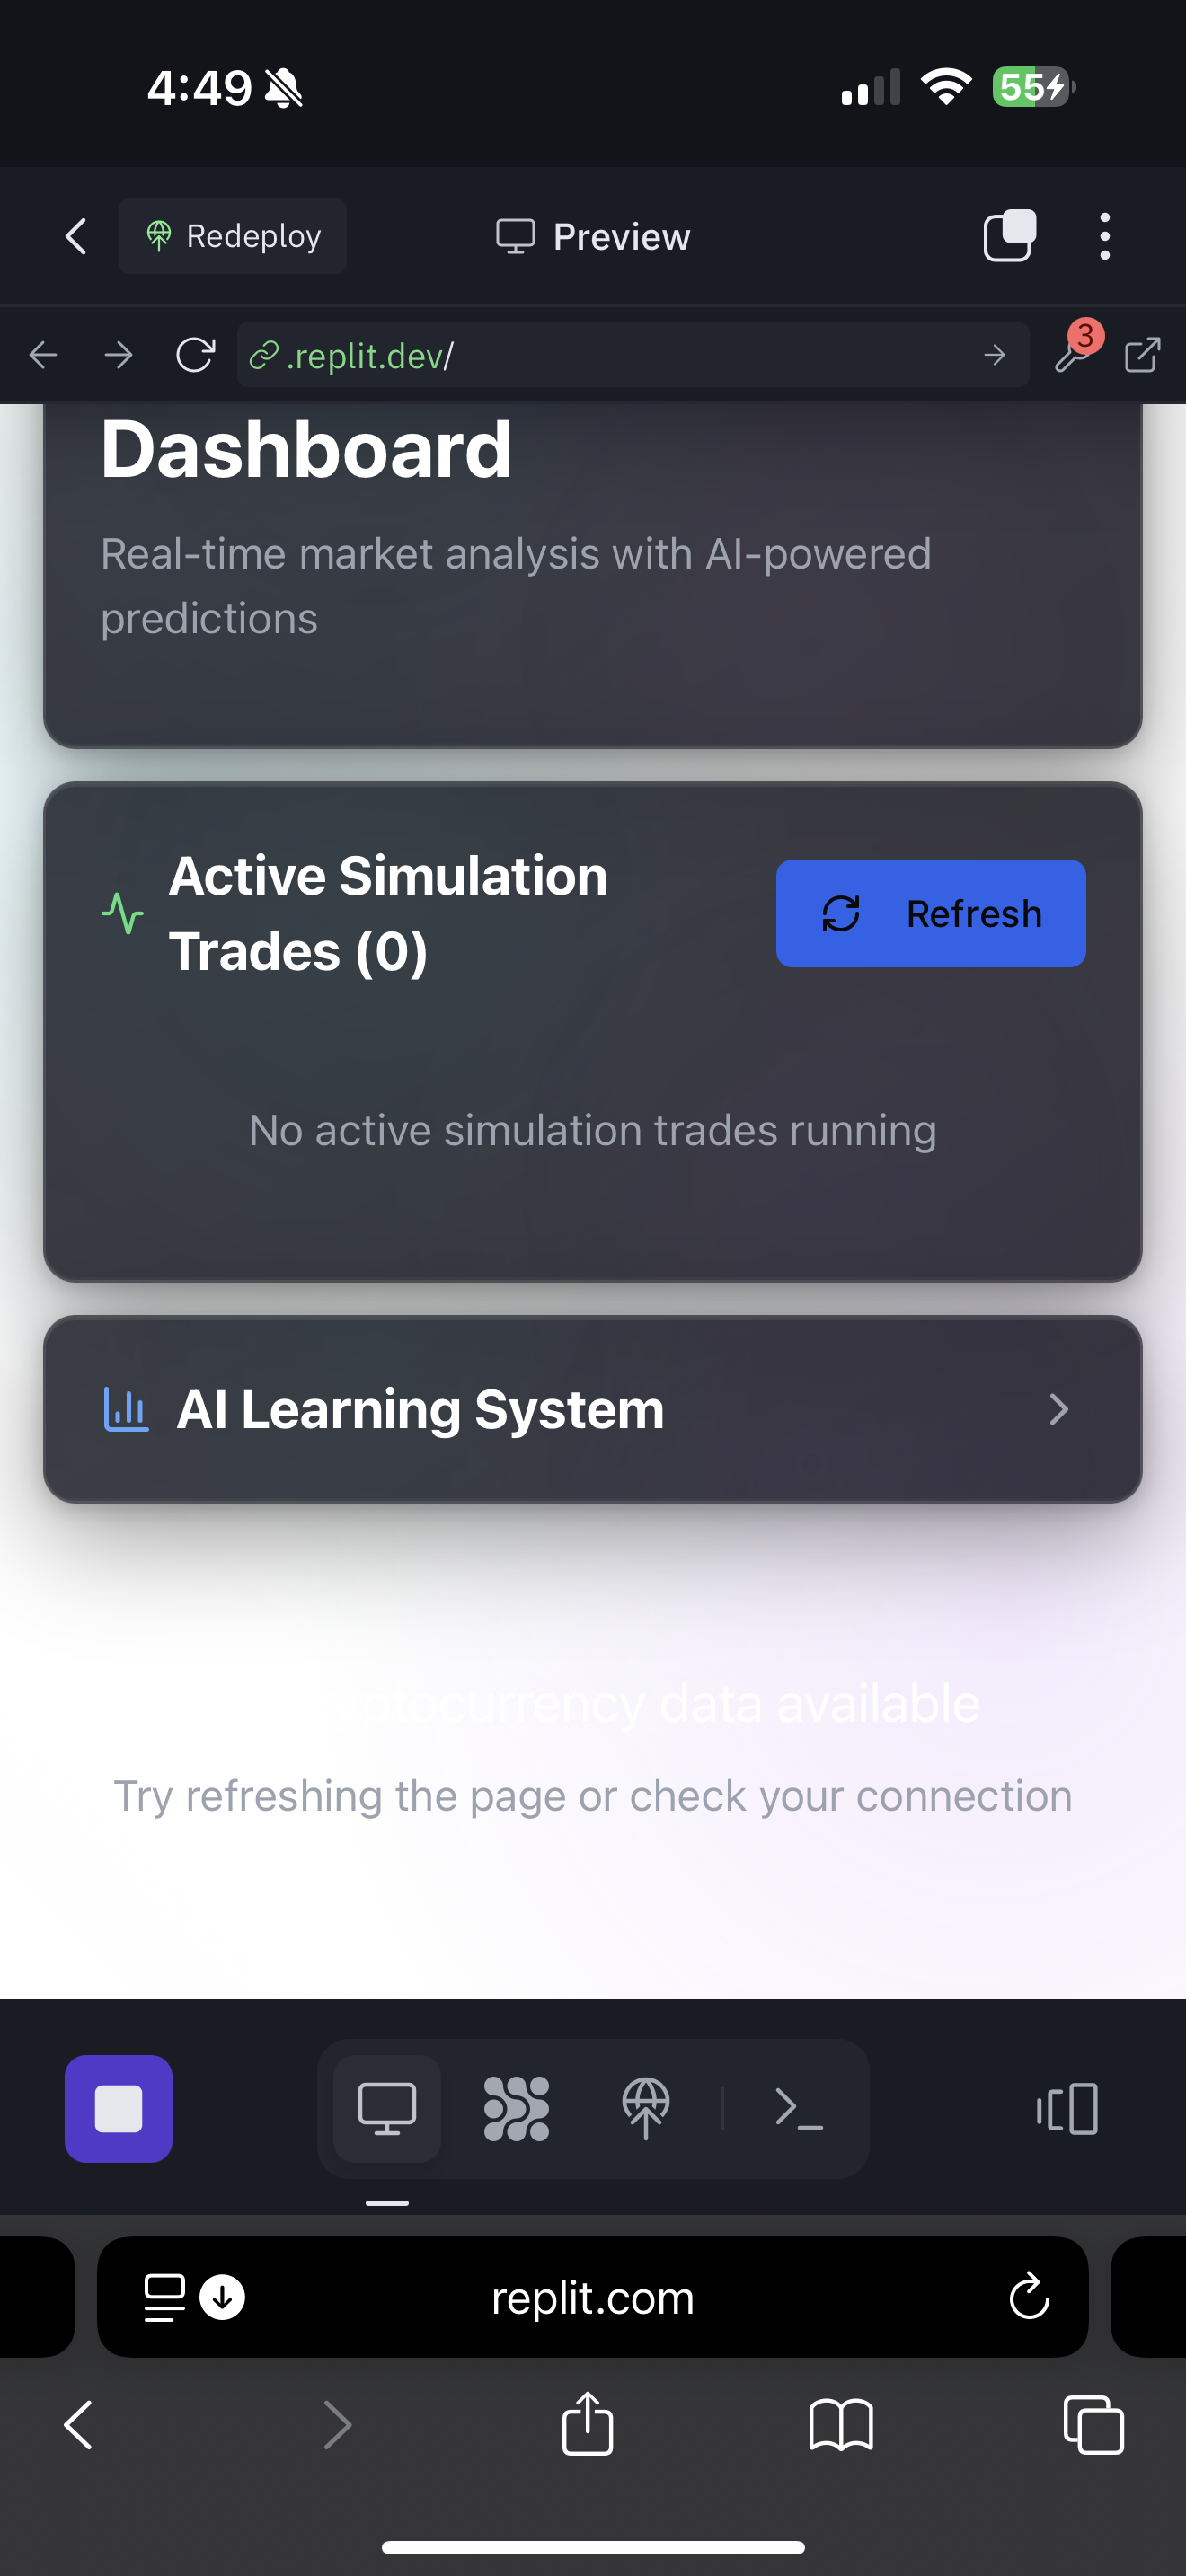 4:49
55
Redeploy
Preview
.replit.dev/
3
Dashboard
Real-time market analysis with AI-powered
predictions
Active Simulation
Trades (0)
Refresh
No active simulation trades running
AI Learning System
data available
Try refreshing the page or check your connection
replit.com